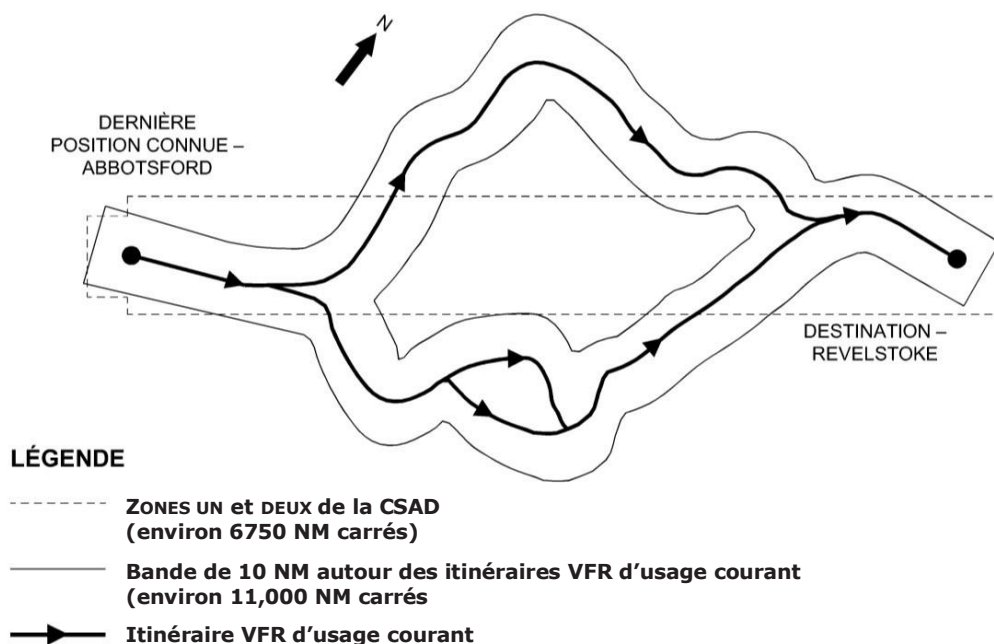 N
DERNIÈRE
POSITION CONNUE –
ABBOTSFORD
DESTINATION –
REVELSTOKE
LÉGENDE
ZONES UN et DEUX de la CSAD
(environ 6750 NM carrés)
Bande de 10 NM autour des itinéraires VFR d'usage courant
(environ 11,000 NM carrés
Itinéraire VFR d'usage courant